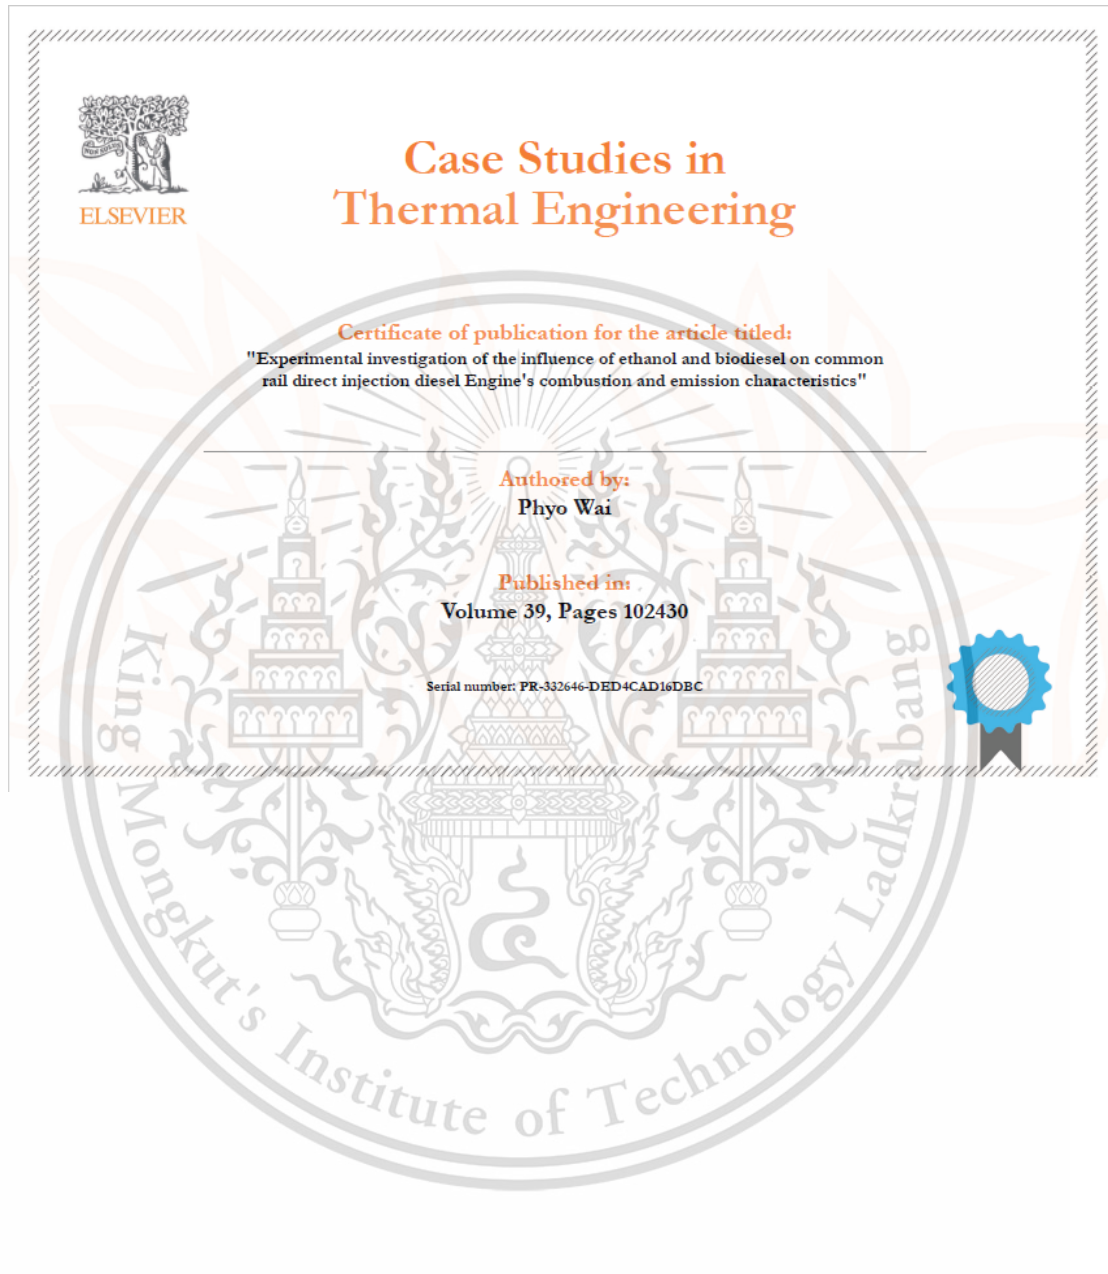 ELSEVIER
Case Studies in
Thermal Engineering
Certificate of publication for the article titled:
"Experimental investigation of the influence of ethanol and biodiesel on common
rail direct injection diesel Engine's combustion and emission characteristics"
Authored by:
Phyo Wai
Published in:
Volume 39, Pages 102430
Serial number: PR-332646-DED4CAD16DBC
King Mongkut's Institute of Technology Ladkrabang